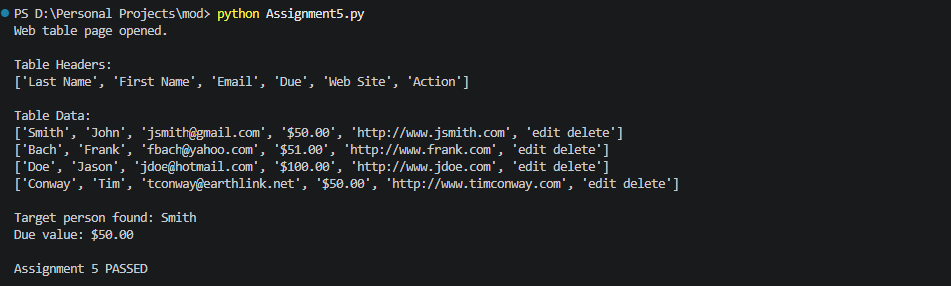 PS D:\Personal Projects\mod> python Assignment5.py
Web table page opened.
Table Headers:
['Last Name', 'First Name', 'Email', 'Due', 'Web Site', 'Action']
Table Data:
['Smith', 'John', 'jsmith@gmail.com', '$50.00', 'http://www.jsmith.com', 'edit delete']
['Bach', 'Frank', 'fbach@yahoo.com', '$51.00', 'http://www.frank.com', 'edit delete']
['Doe', 'Jason', 'jdoe@hotmail.com', '$100.00', 'http://www.jdoe.com', 'edit delete']
['Conway', 'Tim', 'tconway@earthlink.net', '$50.00', 'http://www.timconway.com', 'edit delete']
Target person found: Smith
Due value: $50.00
Assignment 5 PASSED